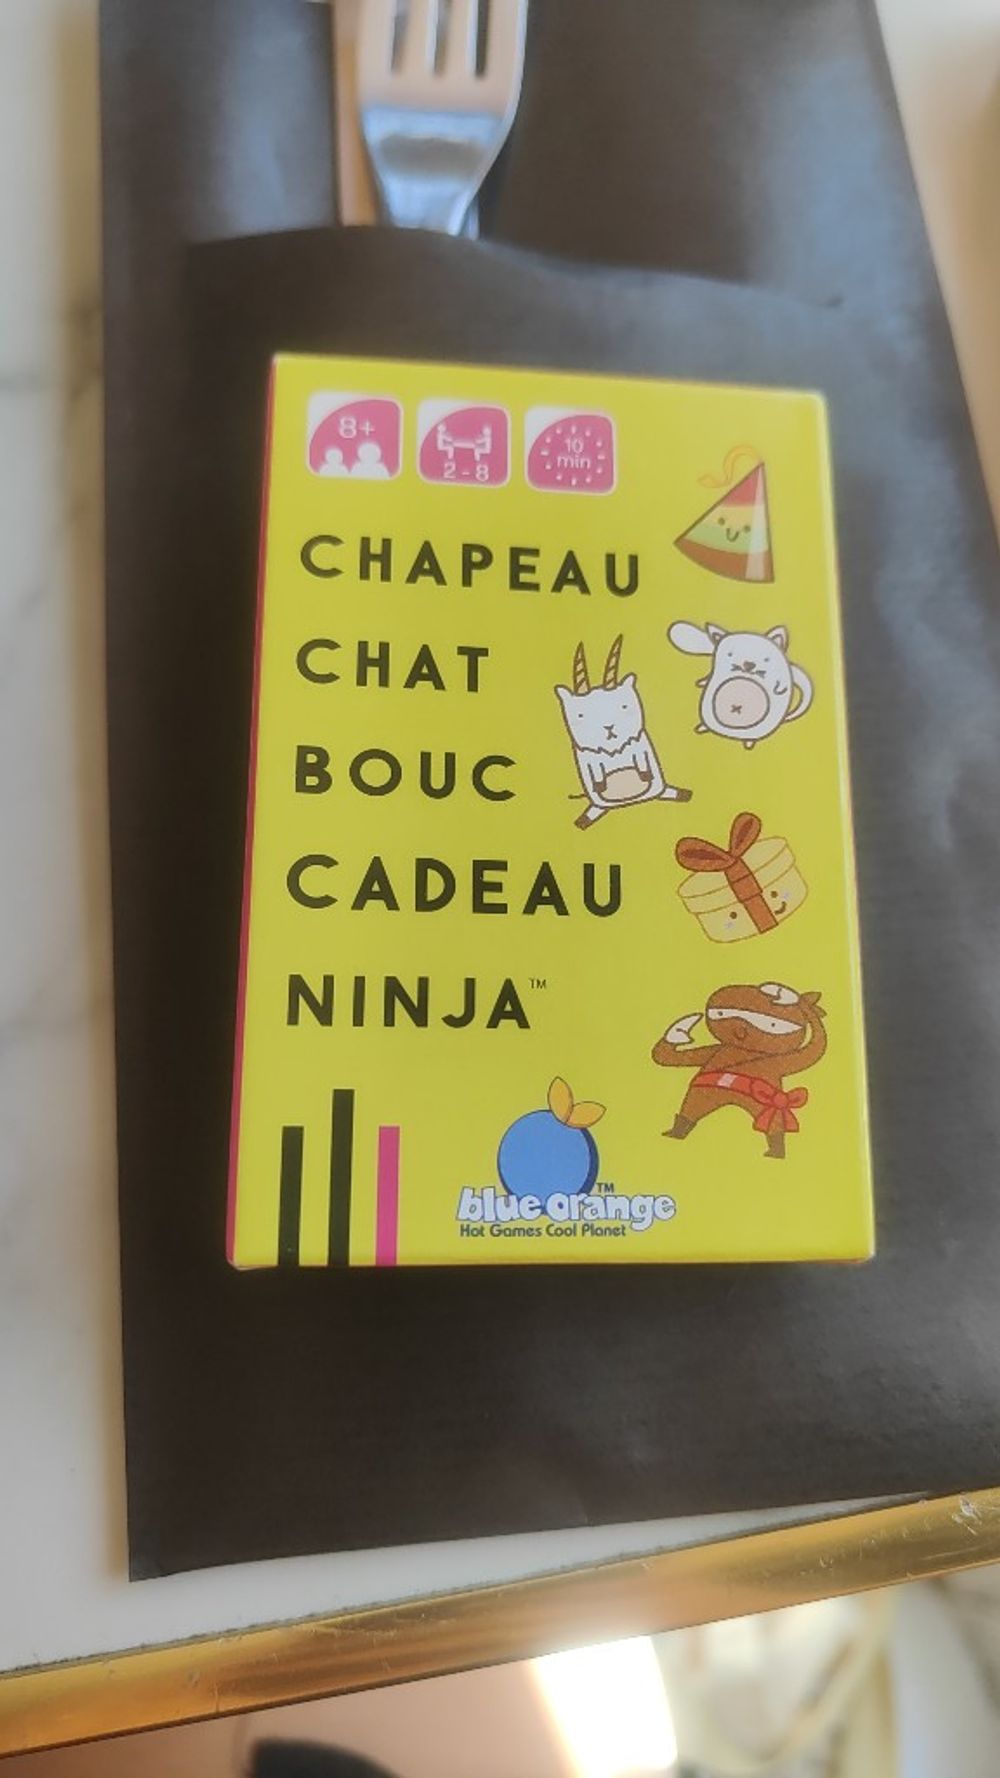 8+
2-8
10
min
CHAPEAU
CHAT
BOUC
CADEAU
NINJA™
blue orange™
Hot Games Cool Planet